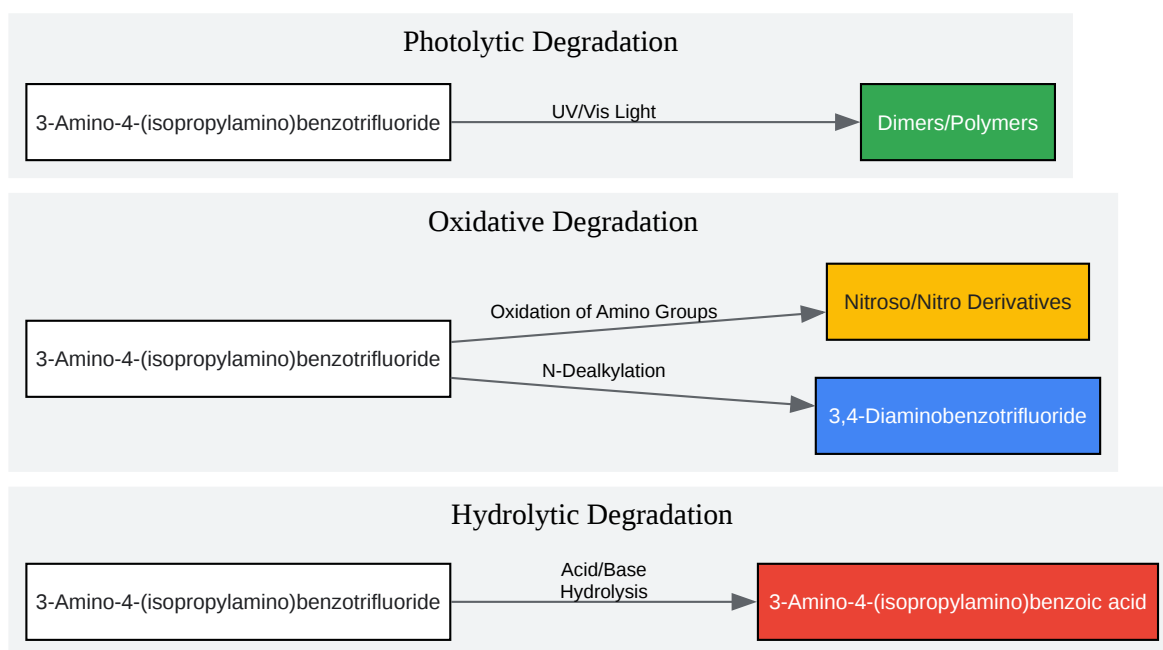 Photolytic Degradation
3-Amino-4-(isopropylamino)benzotrifluoride
UV/Vis Light
Dimers/Polymers
Oxidative Degradation
3-Amino-4-(isopropylamino)benzotrifluoride
Oxidation of Amino Groups
Nitroso/Nitro Derivatives
N-Dealkylation
3,4-Diaminobenzotrifluoride
Hydrolytic Degradation
3-Amino-4-(isopropylamino)benzotrifluoride
Acid/Base
Hydrolysis
3-Amino-4-(isopropylamino)benzoic acid